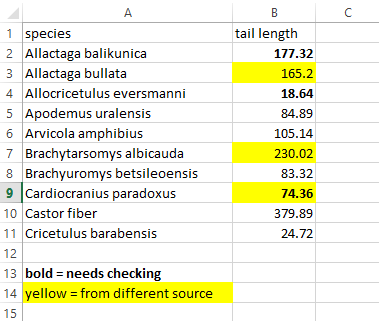 A B C
1 species tail length
2 Allactaga balikunica 177.32
3 Allactaga bullata 165.2
4 Allocricetulus eversmanni 18.64
5 Apodemus uralensis 84.89
6 Arvicola amphibius 105.14
7 Brachytarsomys albicauda 230.02
8 Brachyuromys betsileoensis 83.32
9 Cardiocranius paradoxus 74.36
10 Castor fiber 379.89
11 Cricetulus barabensis 24.72
12
13 bold = needs checking
14 yellow = from different source
15